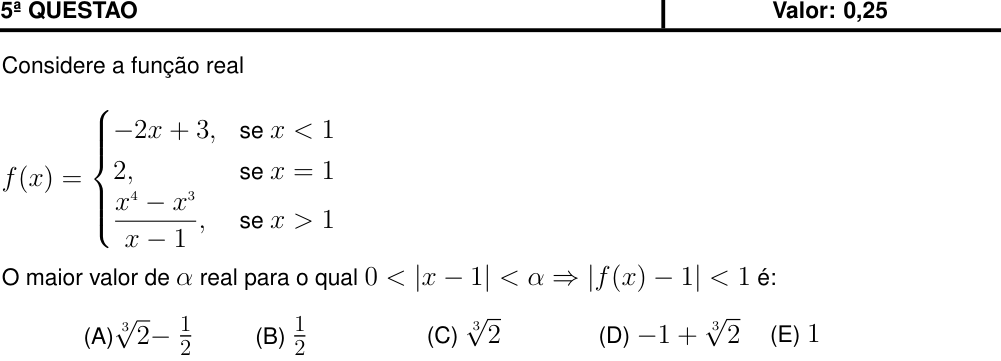 5ª QUESTAO Valor: 0,25
Considere a função real
f(x) = { −2x + 3, se x < 1
2, se x = 1
x⁴ − x³ / x − 1, se x > 1
O maior valor de α real para o qual 0 < |x − 1| < α ⇒ |f(x) − 1| < 1 é:
(A) ∛2 − 1/2 (B) 1/2 (C) ∛2 (D) −1 + ∛2 (E) 1